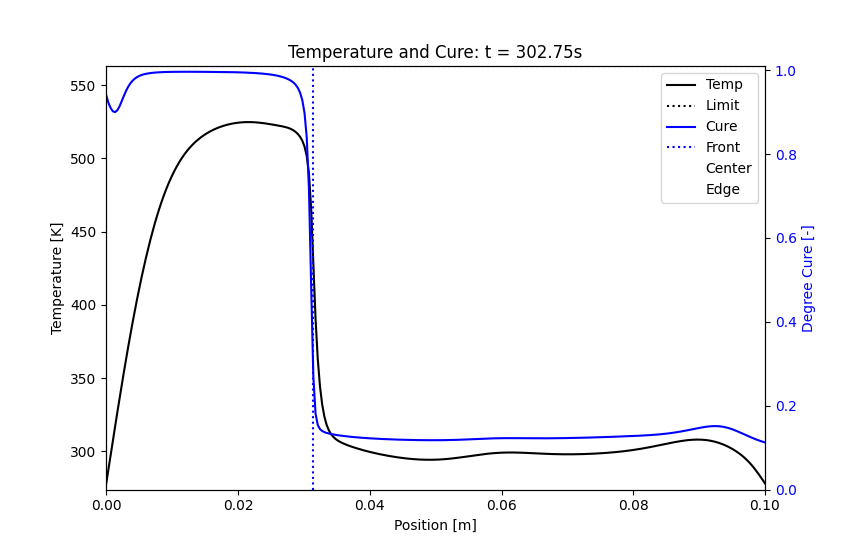 Temperature and Cure: t = 302.75s
550
500
450
400
350
300
Temperature [K]
1.0
0.8
0.6
0.4
0.2
0.0
Degree Cure [-]
Temp
Limit
Cure
Front
Center
Edge
0.00
0.02
0.04
0.06
0.08
0.10
Position [m]